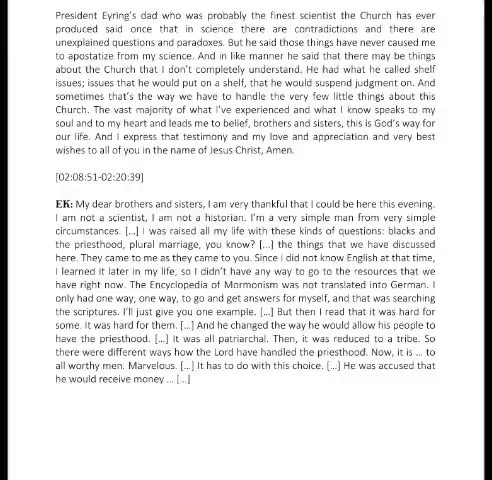 President Eyring's dad who was probably the finest scientist the Church has ever
produced said once that in science there are contradictions and there are
unexplained questions and paradoxes. But he said those things have never caused me
to apostatize from my science. And in like manner he said that there may be things
about the Church that I don't completely understand. He had what he called shelf
issues; issues that he would put on a shelf, that he would suspend judgment on. And
sometimes that's the way we have to handle the very few little things about this
Church. The vast majority of what I've experienced and what I know speaks to my
soul and to my heart and leads me to belief, brothers and sisters, this is God's way for
our life. And I express that testimony and my love and appreciation and very best
wishes to all of you in the name of Jesus Christ, Amen.
[02:08:51-02:20:39]
EK: My dear brothers and sisters, I am very thankful that I could be here this evening.
I am not a scientist, I am not a historian. I'm a very simple man from very simple
circumstances. [...] I was raised all my life with these kinds of questions: blacks and
the priesthood, plural marriage, you know? [...] the things that we have discussed
here. They came to me as they came to you. Since I did not know English at that time,
I learned it later in my life, so I didn't have any way to go to the resources that we
have right now. The Encyclopedia of Mormonism was not translated into German. I
only had one way, one way, to go and get answers for myself, and that was searching
the scriptures. I'll just give you one example. [...] But then I read that it was hard for
some. It was hard for them. [...] And he changed the way he would allow his people to
have the priesthood. [...] It was all patriarchal. Then, it was reduced to a tribe. So
there were different ways how the Lord have handled the priesthood. Now, it is ... to
all worthy men. Marvelous. [...] It has to do with this choice. [...] He was accused that
he would receive money ... [...]